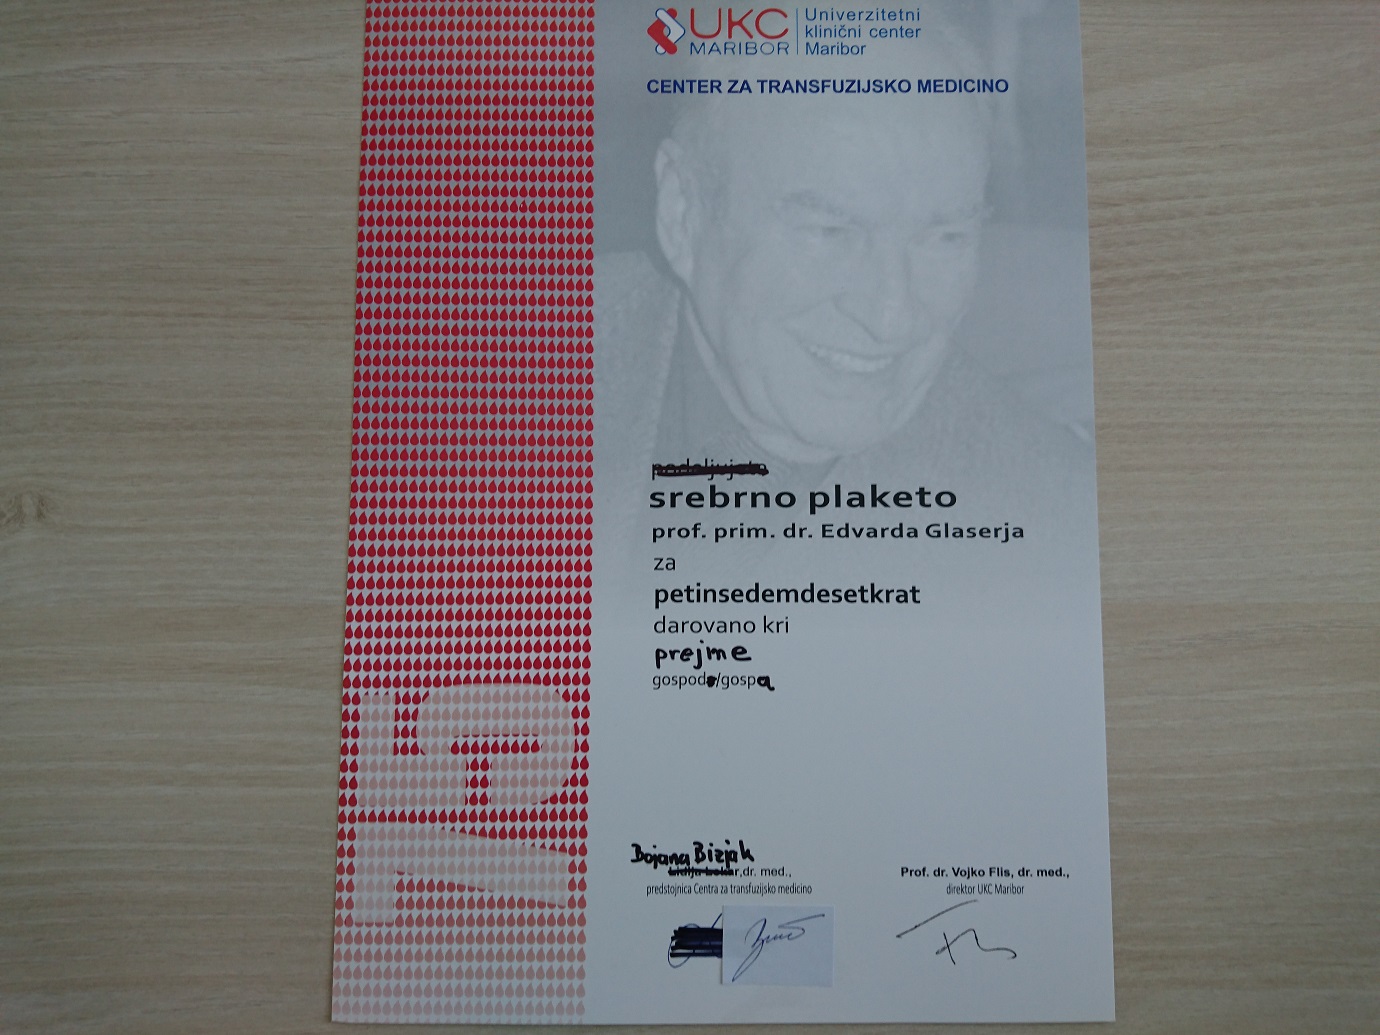 UKC
MARIBOR
Univerzitetni
klinični center
Maribor
CENTER ZA TRANSFUZIJSKO MEDICINO
podeljujeta
srebrno plaketo
prof. prim. dr. Edvarda Glaserja
za
petinsedemdesetkrat
darovano kri
prejme
gospod/gospa
Bojana Bizjak
dr. med.,
predstojnica Centra za transfuzijsko medicino
Prof. dr. Vojko Flis, dr. med.,
direktor UKC Maribor